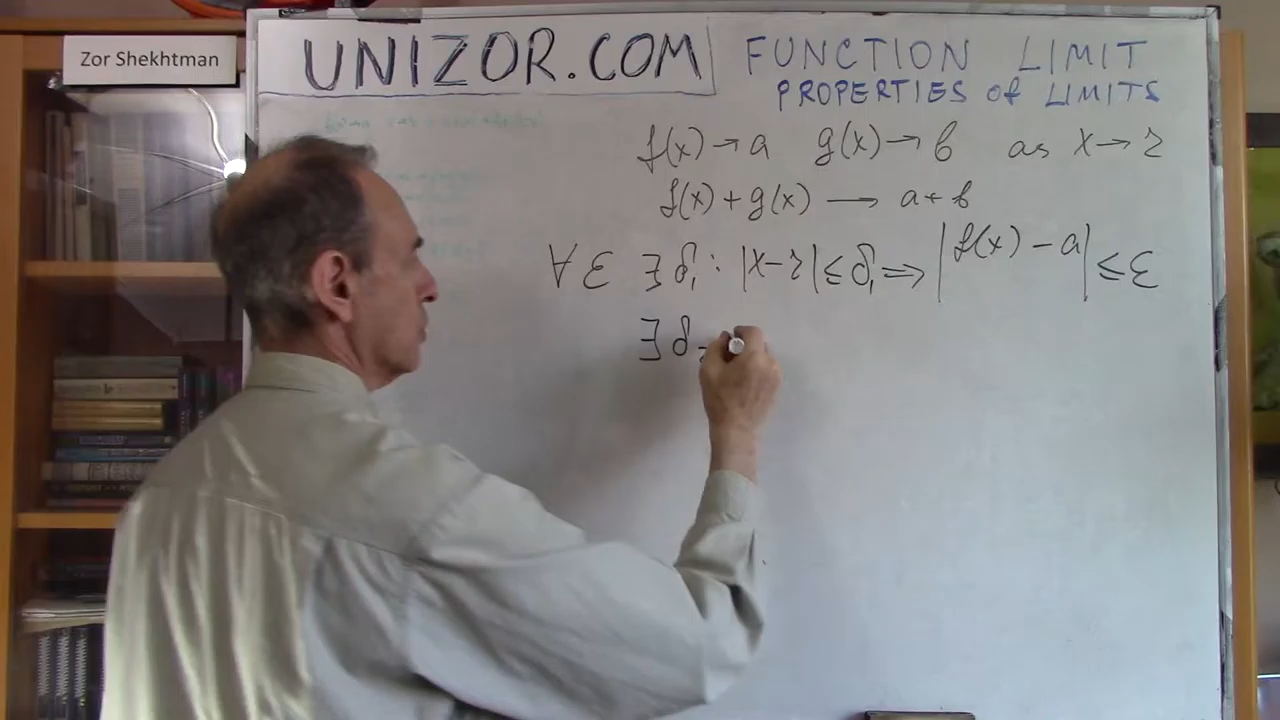 Zor Shekhtman
UNIZOR.COM
FUNCTION LIMIT
PROPERTIES of LIMITS
f(x) → a g(x) → b as x → r
f(x) + g(x) → a + b
∀ ε ∃ δ₁ : |x - r| ≤ δ₁ ⇒ |f(x) - a| ≤ ε
∃ δ